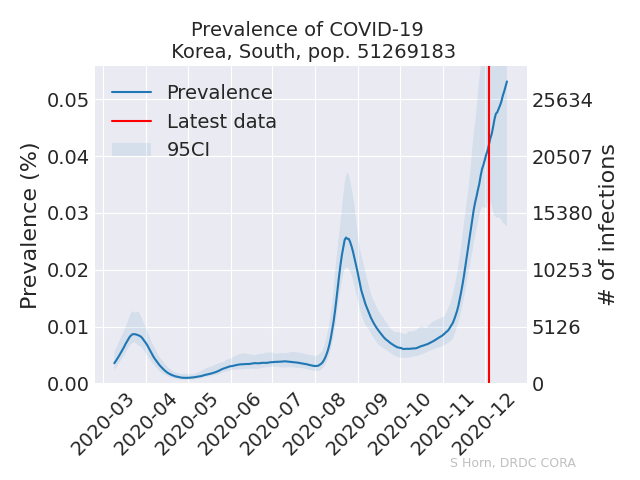 Prevalence of COVID-19
Korea, South, pop. 51269183
Prevalence
Latest data
95CI
Prevalence (%)
0.05
0.04
0.03
0.02
0.01
0.00
25634
20507
15380
10253
5126
0
# of infections
2020-03
2020-04
2020-05
2020-06
2020-07
2020-08
2020-09
2020-10
2020-11
2020-12
S Horn, DRDC CORA